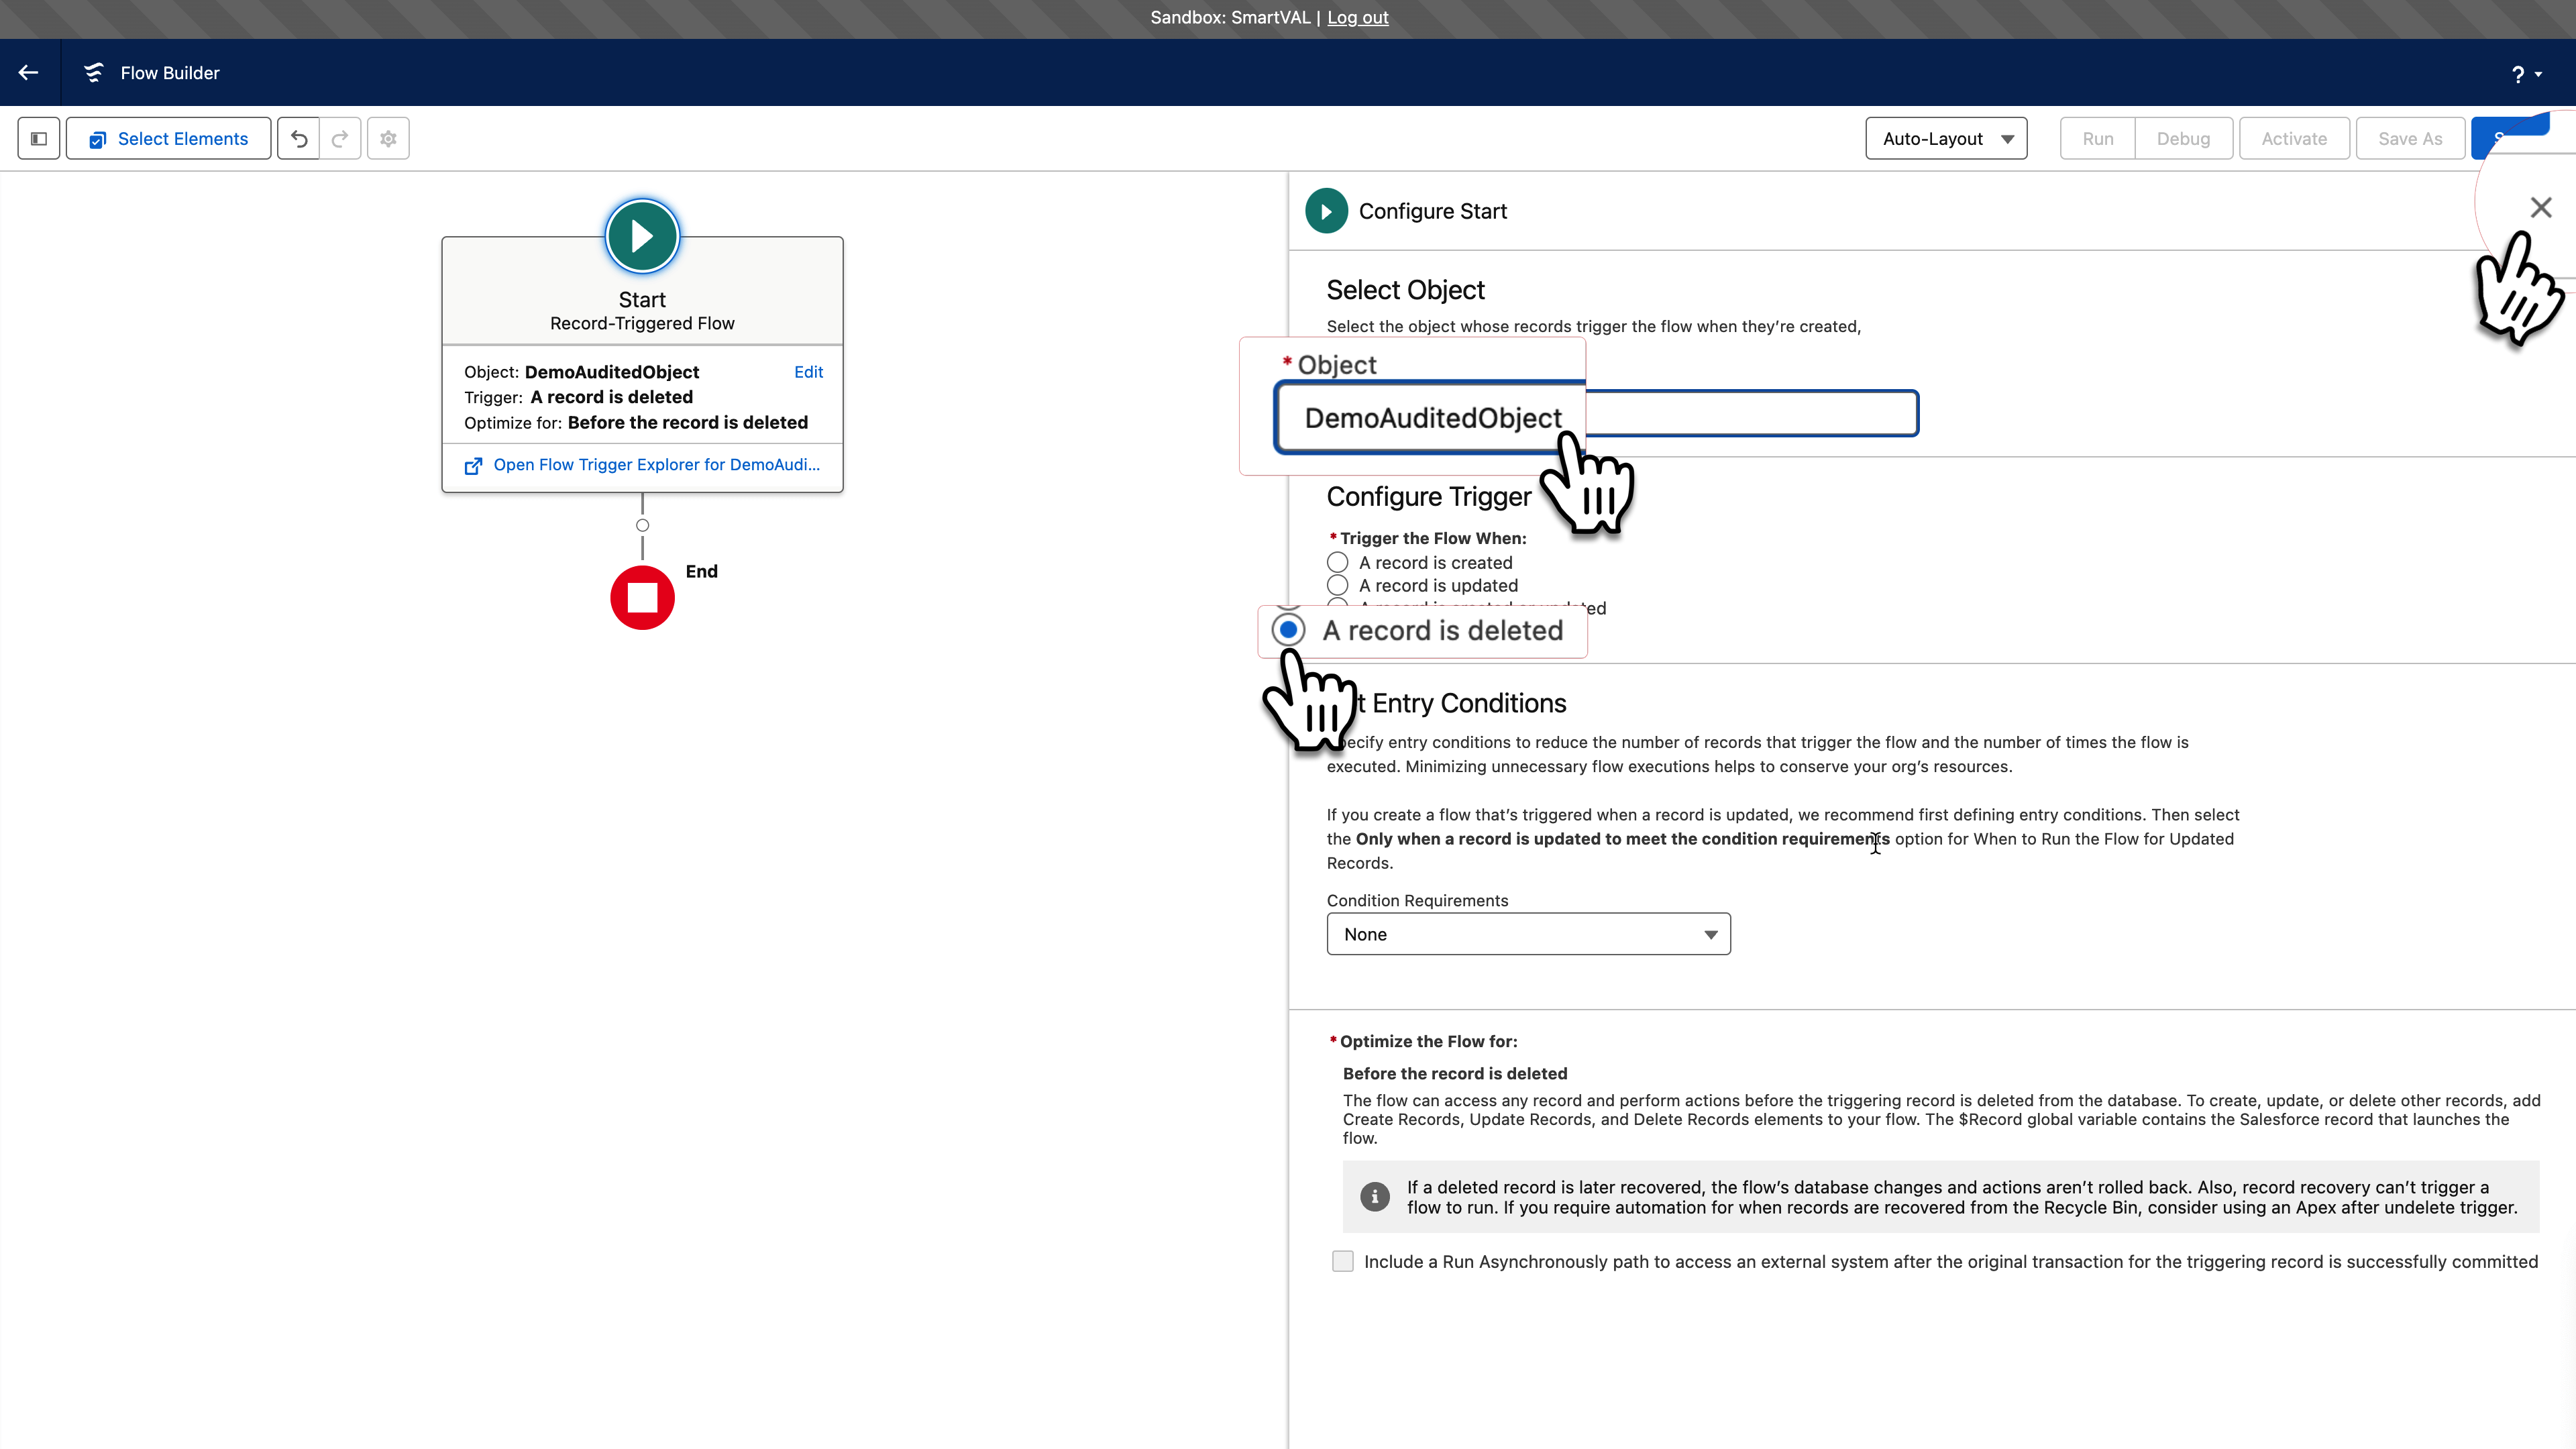 Sandbox: SmartVAL | Log out
Flow Builder
?
Select Elements
Auto-Layout
Run
Debug
Activate
Save As
Start
Record-Triggered Flow
Object: DemoAuditedObject
Edit
Trigger: A record is deleted
Optimize for: Before the record is deleted
Open Flow Trigger Explorer for DemoAudi...
End
Configure Start
Select Object
Select the object whose records trigger the flow when they're created,
* Object
DemoAuditedObject
Configure Trigger
* Trigger the Flow When:
A record is created
A record is updated
A record is created or updated
A record is deleted
Entry Conditions
ecify entry conditions to reduce the number of records that trigger the flow and the number of times the flow is
executed. Minimizing unnecessary flow executions helps to conserve your org's resources.
If you create a flow that's triggered when a record is updated, we recommend first defining entry conditions. Then select
the Only when a record is updated to meet the condition requirements option for When to Run the Flow for Updated
Records.
Condition Requirements
None
* Optimize the Flow for:
Before the record is deleted
The flow can access any record and perform actions before the triggering record is deleted from the database. To create, update, or delete other records, add
Create Records, Update Records, and Delete Records elements to your flow. The $Record global variable contains the Salesforce record that launches the
flow.
If a deleted record is later recovered, the flow's database changes and actions aren't rolled back. Also, record recovery can't trigger a
flow to run. If you require automation for when records are recovered from the Recycle Bin, consider using an Apex after undelete trigger.
Include a Run Asynchronously path to access an external system after the original transaction for the triggering record is successfully committed